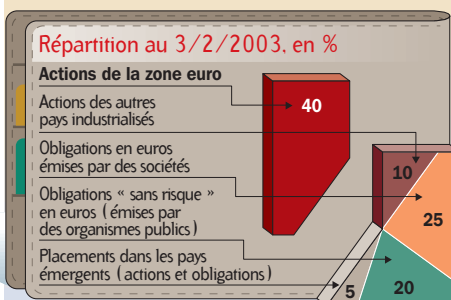 Répartition au 3/2/2003, en %
Actions de la zone euro
Actions des autres
pays industrialisés
Obligations en euros
émises par des sociétés
Obligations « sans risque »
en euros (émises par
des organismes publics)
Placements dans les pays
émergents (actions et obligations)
40
10
25
20
5